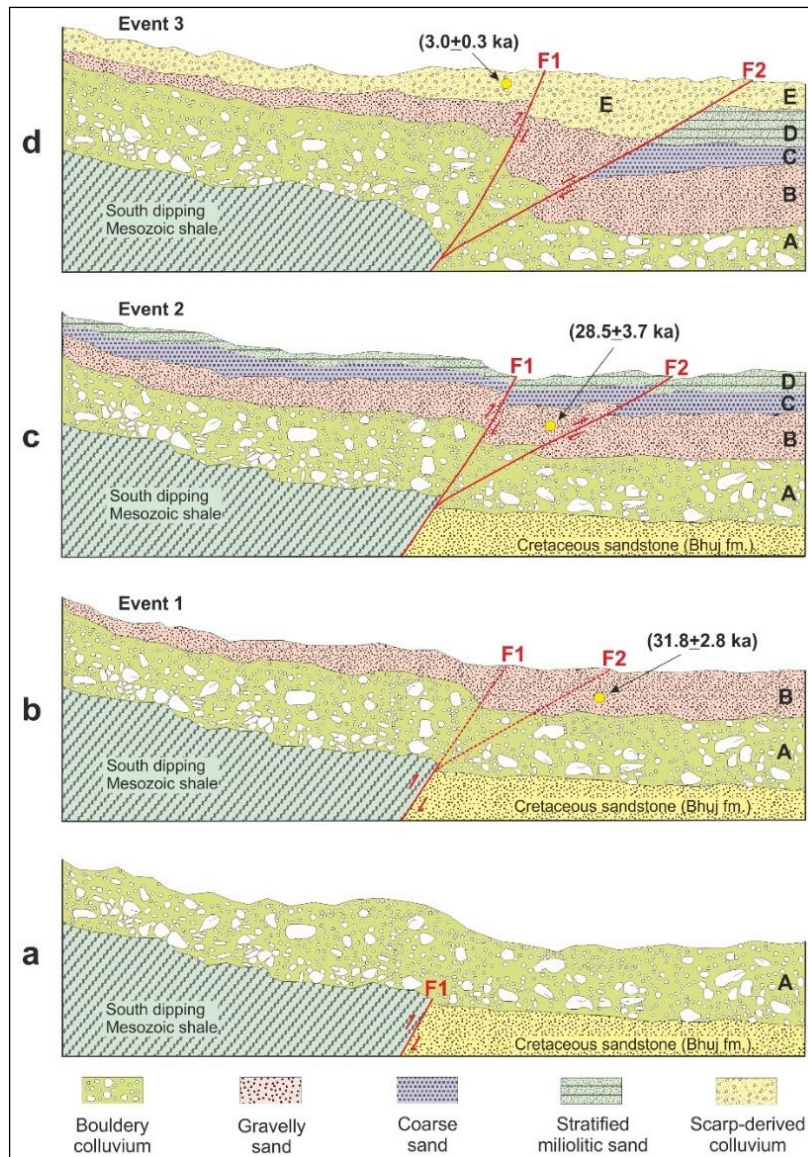 Event 3
(3.0±0.3 ka)
F1
F2
E
E
D
C
B
A
d
South dipping
Mesozoic shale
Event 2
(28.5±3.7 ka)
F1
F2
D
C
B
A
c
South dipping
Mesozoic shale
Cretaceous sandstone (Bhuj fm.)
Event 1
(31.8±2.8 ka)
F1
F2
B
A
b
South dipping
Mesozoic shale
Cretaceous sandstone (Bhuj fm.)
a
A
F1
South dipping
Mesozoic shale
Cretaceous sandstone (Bhuj fm.)
Bouldery
colluvium
Gravelly
sand
Coarse
sand
Stratified
miliolitic sand
Scarp-derived
colluvium